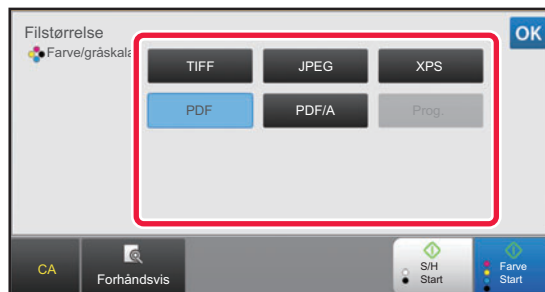 Filstørrelse
OK
Farve/gråskala
TIFF JPEG XPS
PDF PDF/A Prog.
CA
Forhåndsvis
S/H
Start
Farve
Start